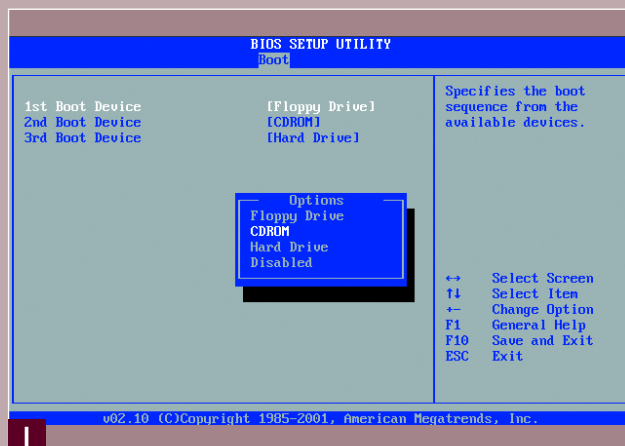 BIOS SETUP UTILITY
Boot
1st Boot Device [Floppy Drive]
2nd Boot Device [CDROM]
3rd Boot Device [Hard Drive]
Specifies the boot
sequence from the
available devices.
Options
Floppy Drive
CDROM
Hard Drive
Disabled
↔ Select Screen
↑↓ Select Item
+- Change Option
F1 General Help
F10 Save and Exit
ESC Exit
v02.10 (C)Copyright 1985-2001, American Megatrends, Inc.